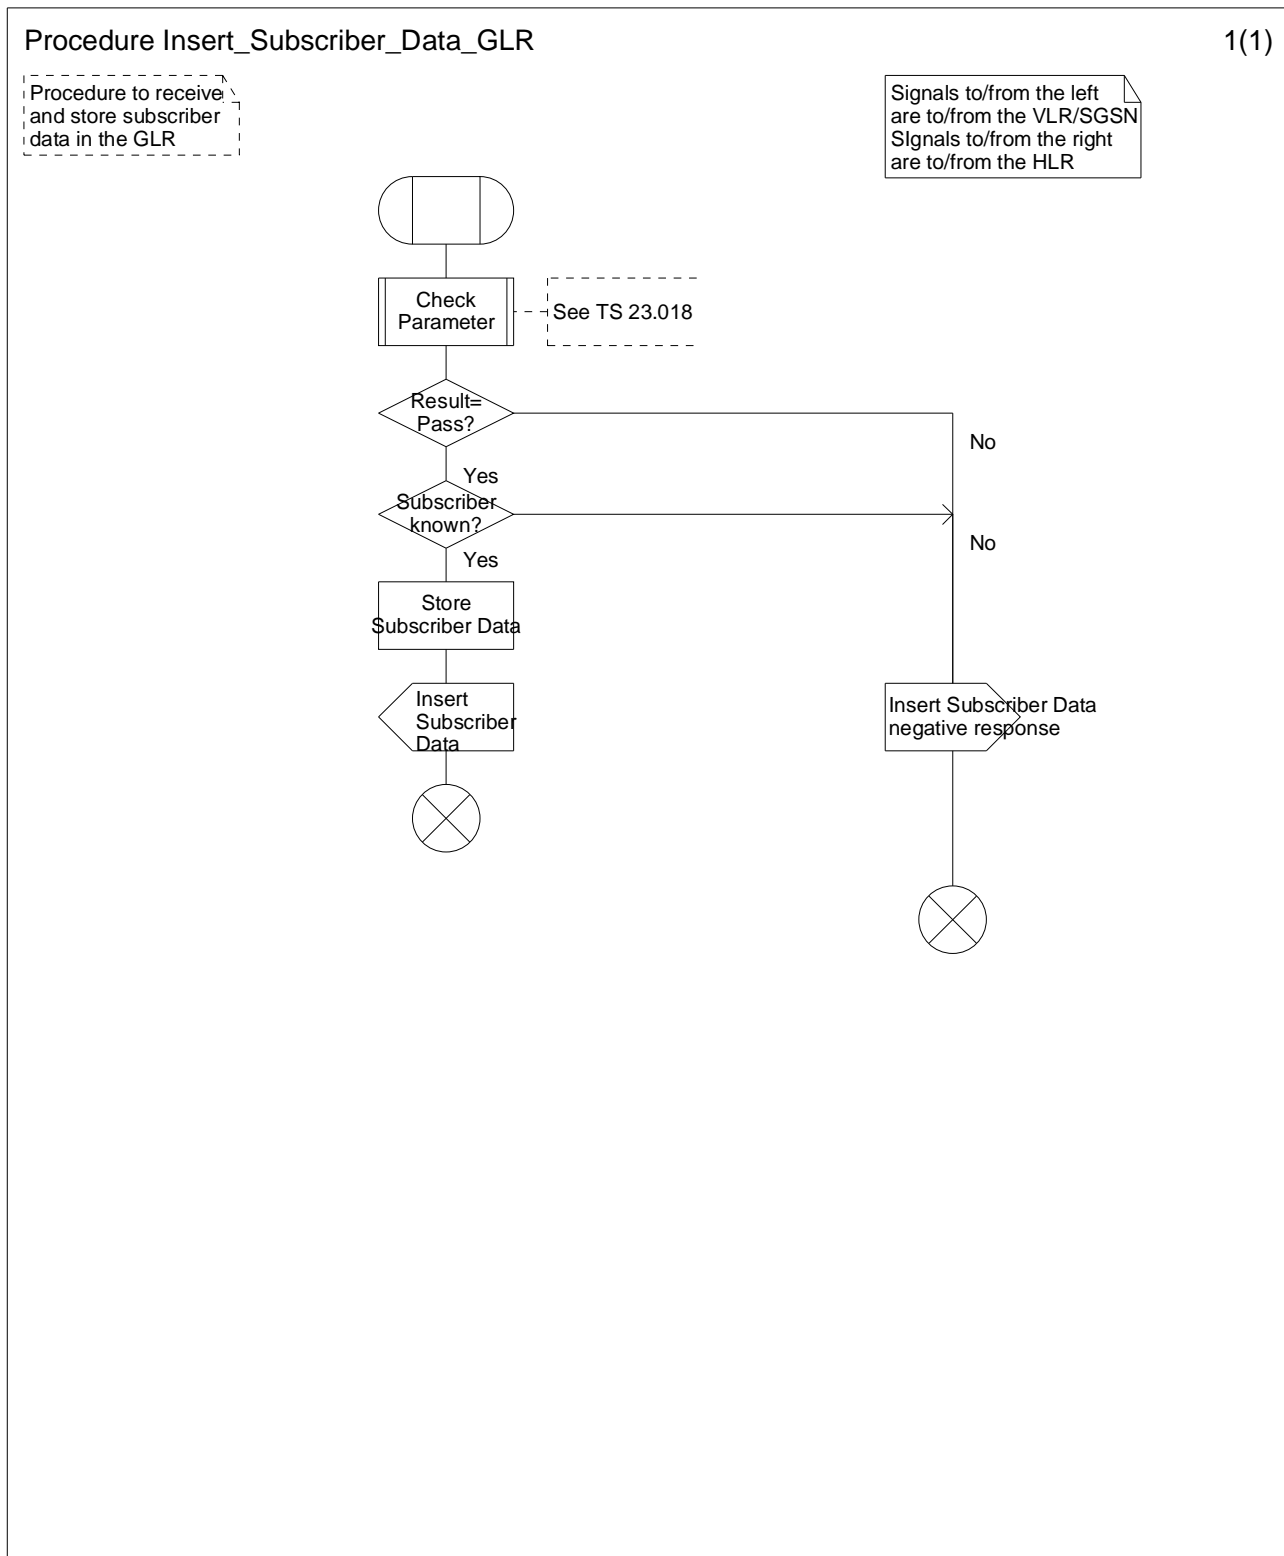 Procedure Insert_Subscriber_Data_GLR
1(1)
Procedure to receive
and store subscriber
data in the GLR
Signals to/from the left
are to/from the VLR/SGSN
SIgnals to/from the right
are to/from the HLR
Check
Parameter
See TS 23.018
Result=
Pass?
No
Yes
Subscriber
known?
No
Yes
Store
Subscriber Data
Insert
Subscriber
Data
Insert Subscriber Data
negative response